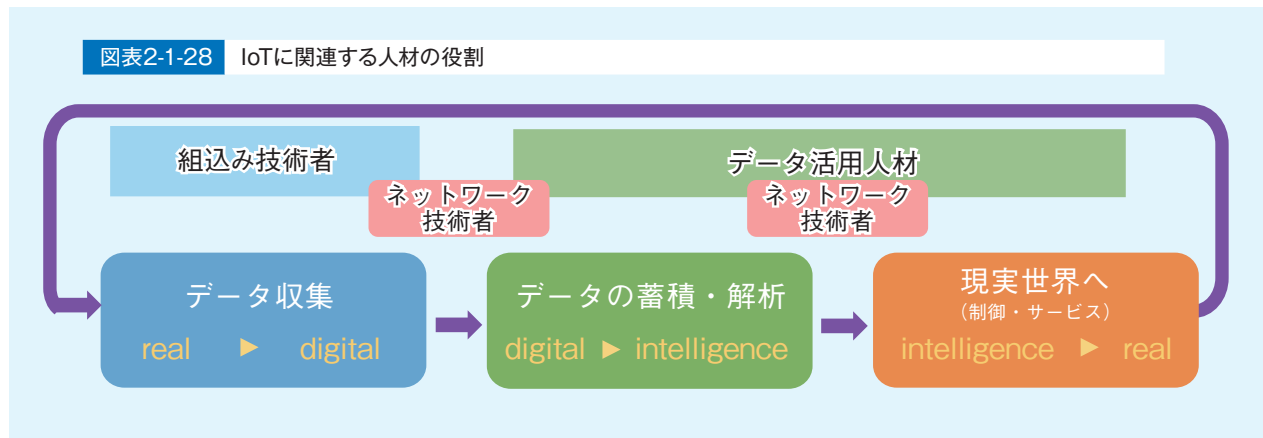 図表2-1-28 IoTに関連する人材の役割
組込み技術者
データ活用人材
ネットワーク
技術者
ネットワーク
技術者
データ収集
real ▶ digital
データの蓄積・解析
digital ▶ intelligence
現実世界へ
（制御・サービス）
intelligence ▶ real